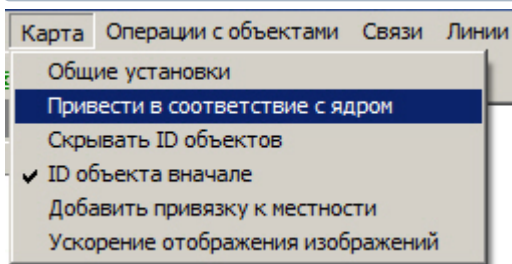 Карта Операции с объектами Связи Линии
Общие установки
Привести в соответствие с ядром
Скрывать ID объектов
ID объекта вначале
Добавить привязку к местности
Ускорение отображения изображений